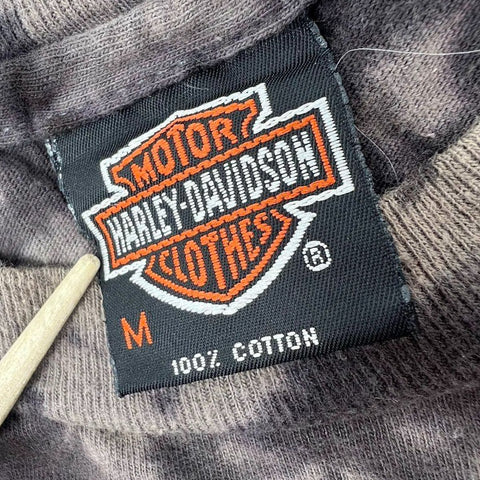 MOTOR
HARLEY-DAVIDSON
CLOTHES
®
M
100% COTTON